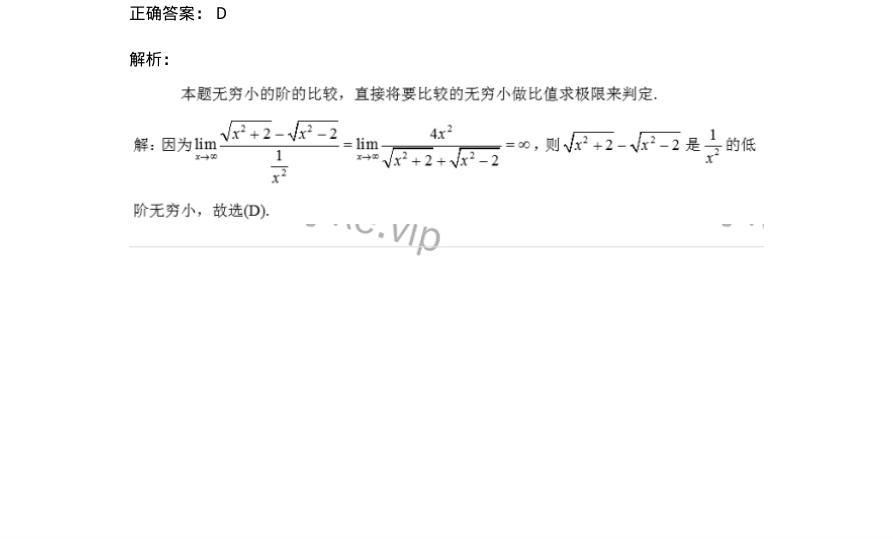 正确答案： D
解析：
本题无穷小的阶的比较，直接将要比较的无穷小做比值求极限来判定.
解：因为 lim_{x→∞} (√(x²+2) − √(x²−2)) / (1/x²) = lim_{x→∞} 4x² / (√(x²+2) + √(x²−2)) = ∞，则 √(x²+2) − √(x²−2) 是 1/x² 的低
阶无穷小，故选(D).
.vip